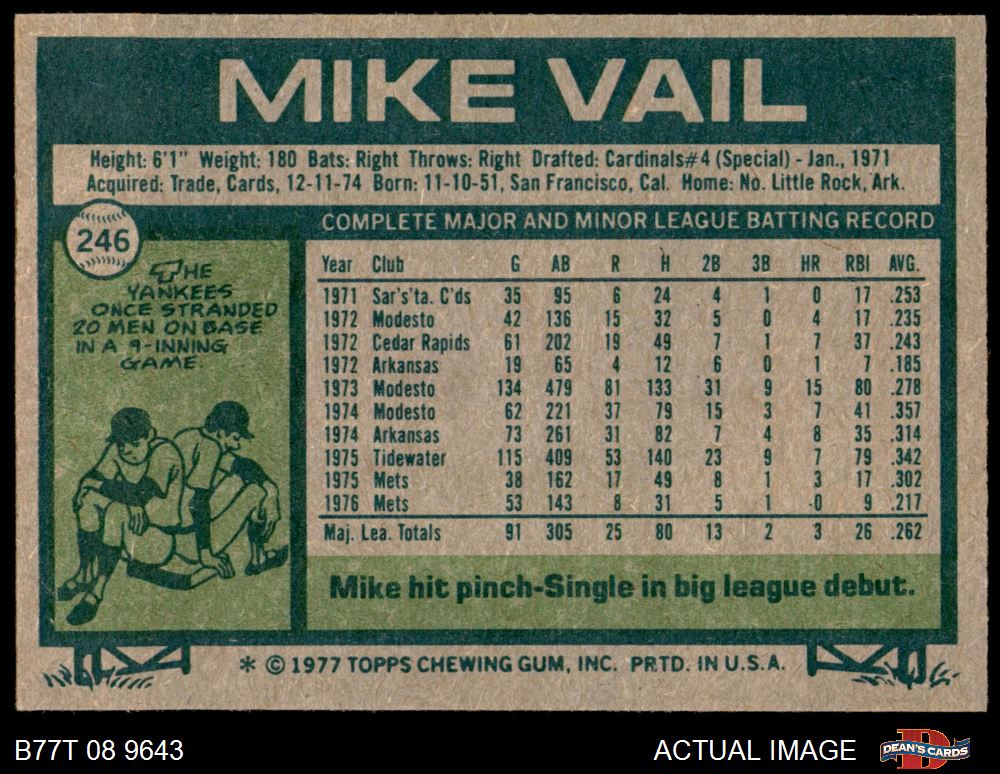 MIKE VAIL
Height: 6'1" Weight: 180 Bats: Right Throws: Right Drafted: Cardinals#4 (Special) - Jan., 1971
Acquired: Trade, Cards, 12-11-74 Born: 11-10-51, San Francisco, Cal. Home: No. Little Rock, Ark.
246
THE
YANKEES
ONCE STRANDED
20 MEN ON BASE
IN A 9-INNING
GAME.
COMPLETE MAJOR AND MINOR LEAGUE BATTING RECORD
Year Club G AB R H 2B 3B HR RBI AVG.
1971 Sar's'ta. C'ds 35 95 6 24 4 1 0 17 .253
1972 Modesto 42 136 15 32 5 0 4 17 .235
1972 Cedar Rapids 61 202 19 49 7 1 7 37 .243
1972 Arkansas 19 65 4 12 6 0 1 7 .185
1973 Modesto 134 479 81 133 31 9 15 80 .278
1974 Modesto 62 221 37 79 15 3 7 41 .357
1974 Arkansas 73 261 31 82 7 4 8 35 .314
1975 Tidewater 115 409 53 140 23 9 7 79 .342
1975 Mets 38 162 17 49 8 1 3 17 .302
1976 Mets 53 143 8 31 5 1 0 9 .217
Maj. Lea. Totals 91 305 25 80 13 2 3 26 .262
Mike hit pinch-Single in big league debut.
* © 1977 TOPPS CHEWING GUM, INC. PRTD. IN U.S.A.
B77T 08 9643
ACTUAL IMAGE
DEAN'S CARDS